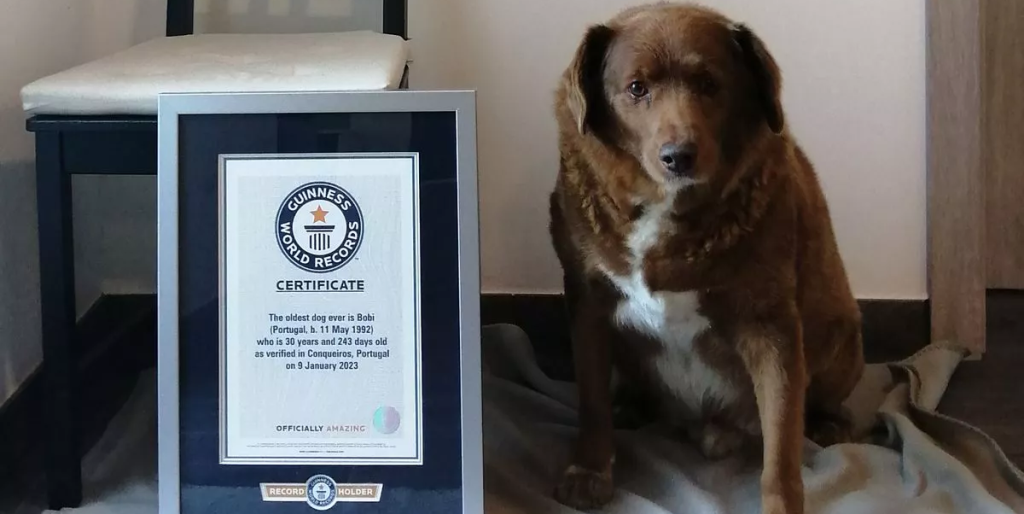 GUINNESS
WORLD RECORDS
CERTIFICATE
The oldest dog ever is Bobi
(Portugal, b. 11 May 1992)
who is 30 years and 243 days old
as verified in Conqueiros, Portugal
on 9 January 2023
OFFICIALLY AMAZING
RECORD HOLDER